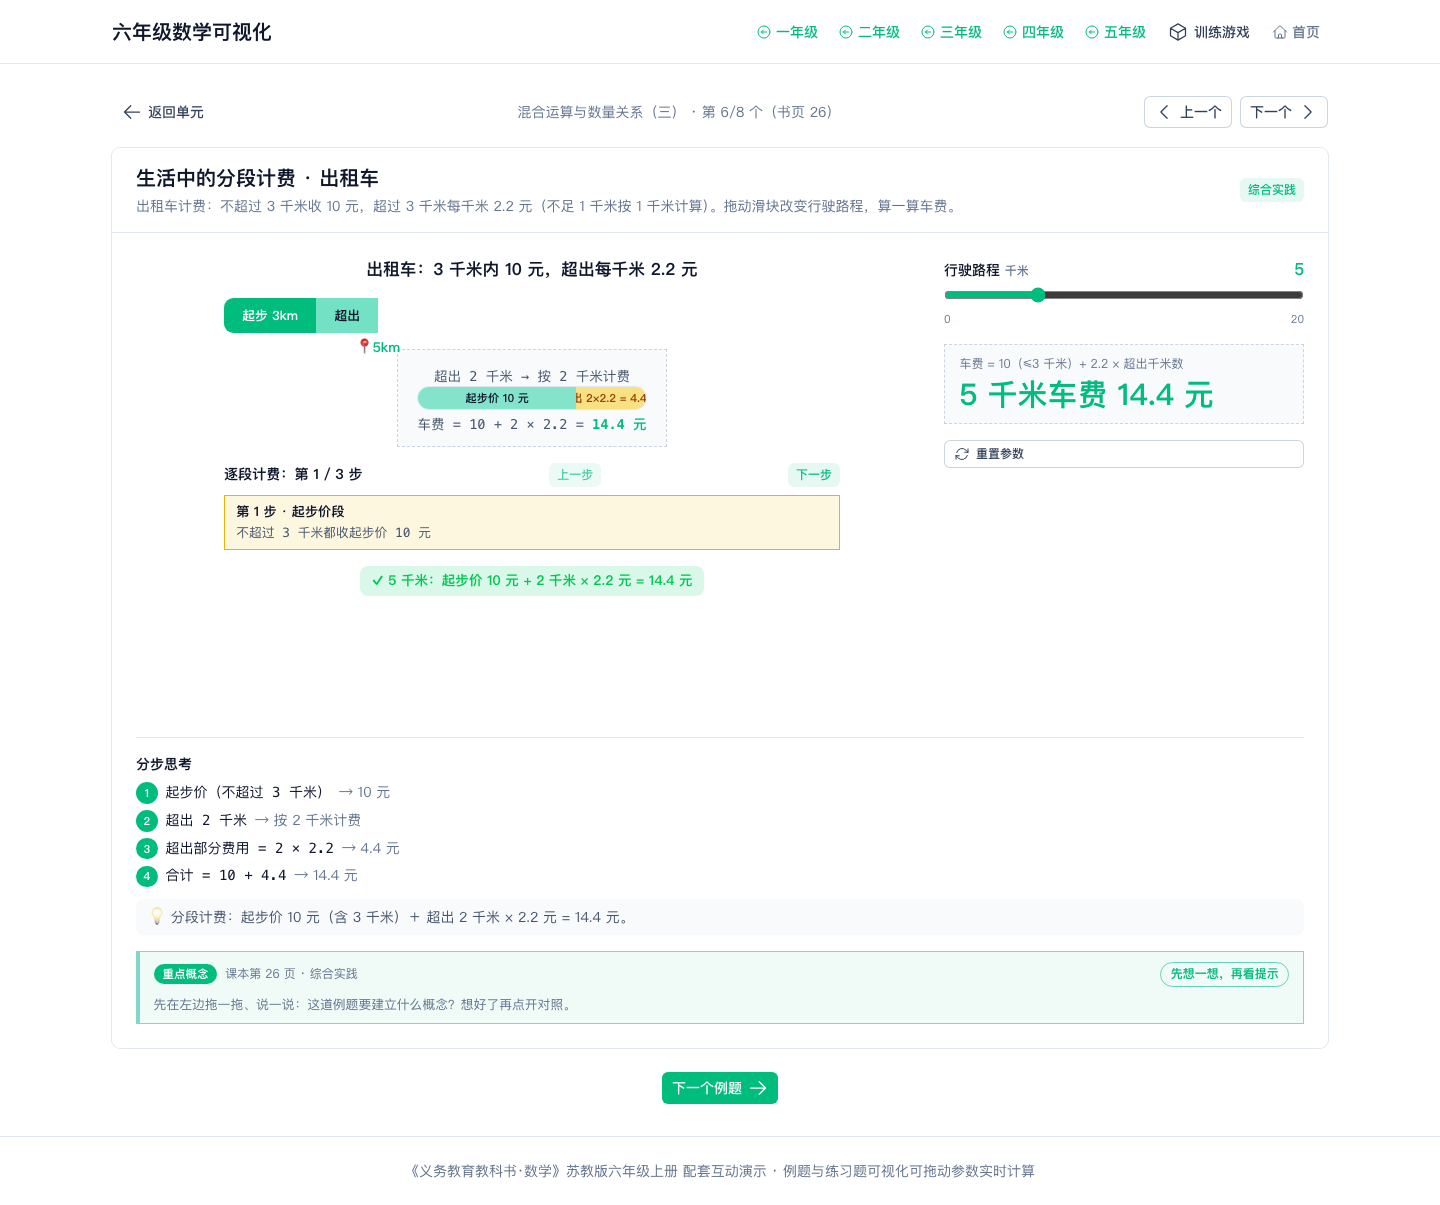 六年级数学可视化
一年级
二年级
三年级
四年级
五年级
训练游戏
首页
返回单元
混合运算与数量关系（三） · 第 6/8 个（书页 26）
上一个
下一个
生活中的分段计费 · 出租车
出租车计费：不超过 3 千米收 10 元，超过 3 千米每千米 2.2 元（不足 1 千米按 1 千米计算）。拖动滑块改变行驶路程，算一算车费。
综合实践
出租车：3 千米内 10 元，超出每千米 2.2 元
起步 3km
超出
5km
超出 2 千米 → 按 2 千米计费
起步价 10 元
2×2.2 = 4.4
车费 = 10 + 2 × 2.2 = 14.4 元
逐段计费：第 1 / 3 步
上一步
下一步
第 1 步 · 起步价段
不超过 3 千米都收起步价 10 元
✓ 5 千米：起步价 10 元 + 2 千米 × 2.2 元 = 14.4 元
行驶路程 千米
5
0
20
车费 = 10（≤3 千米）+ 2.2 × 超出千米数
5 千米车费 14.4 元
重置参数
分步思考
1 起步价（不超过 3 千米） → 10 元
2 超出 2 千米 → 按 2 千米计费
3 超出部分费用 = 2 × 2.2 → 4.4 元
4 合计 = 10 + 4.4 → 14.4 元
分段计费：起步价 10 元（含 3 千米）＋ 超出 2 千米 × 2.2 元 = 14.4 元。
重点概念
课本第 26 页 · 综合实践
先想一想，再看提示
先在左边拖一拖、说一说：这道例题要建立什么概念？想好了再点开对照。
下一个例题
《义务教育教科书·数学》苏教版六年级上册 配套互动演示 · 例题与练习题可视化可拖动参数实时计算